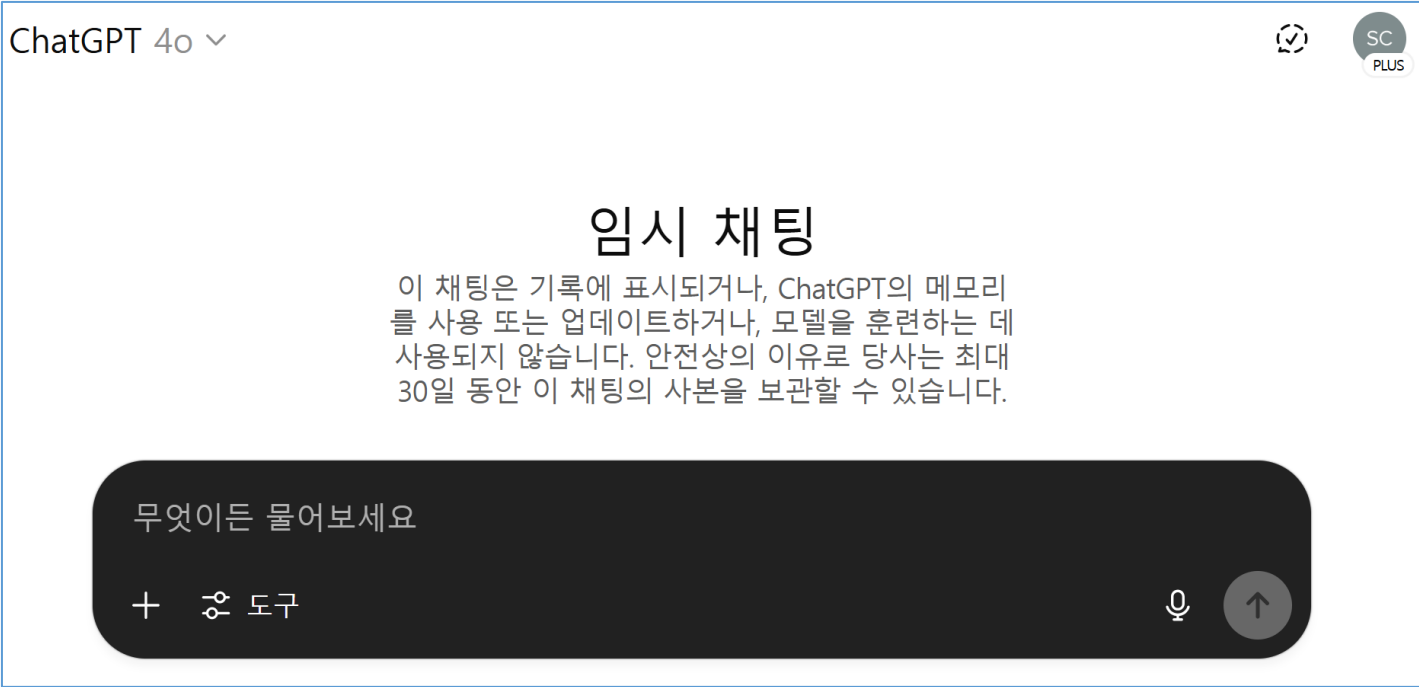 ChatGPT 4o
SC
PLUS
임시 채팅
이 채팅은 기록에 표시되거나, ChatGPT의 메모리
를 사용 또는 업데이트하거나, 모델을 훈련하는 데
사용되지 않습니다. 안전상의 이유로 당사는 최대
30일 동안 이 채팅의 사본을 보관할 수 있습니다.
무엇이든 물어보세요
도구